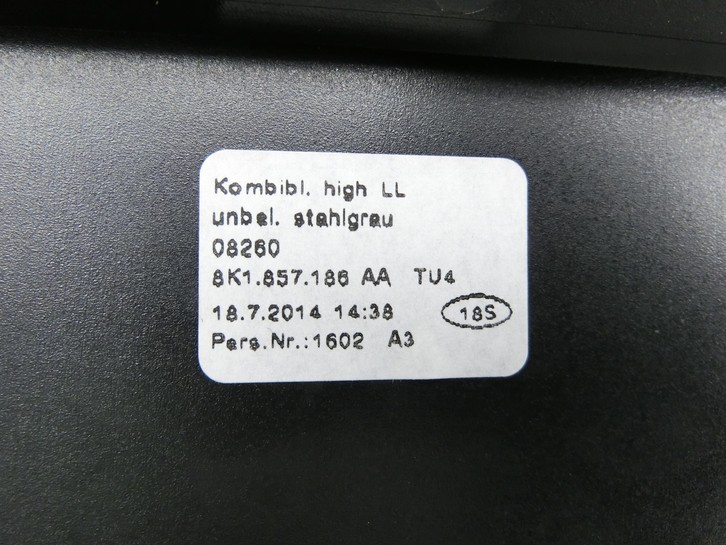 Kombibl. high LL
unbel. stahlgrau
08260
8K1.857.186 AA TU4
18.7.2014 14:38 18S
Pers.Nr.:1602 A3